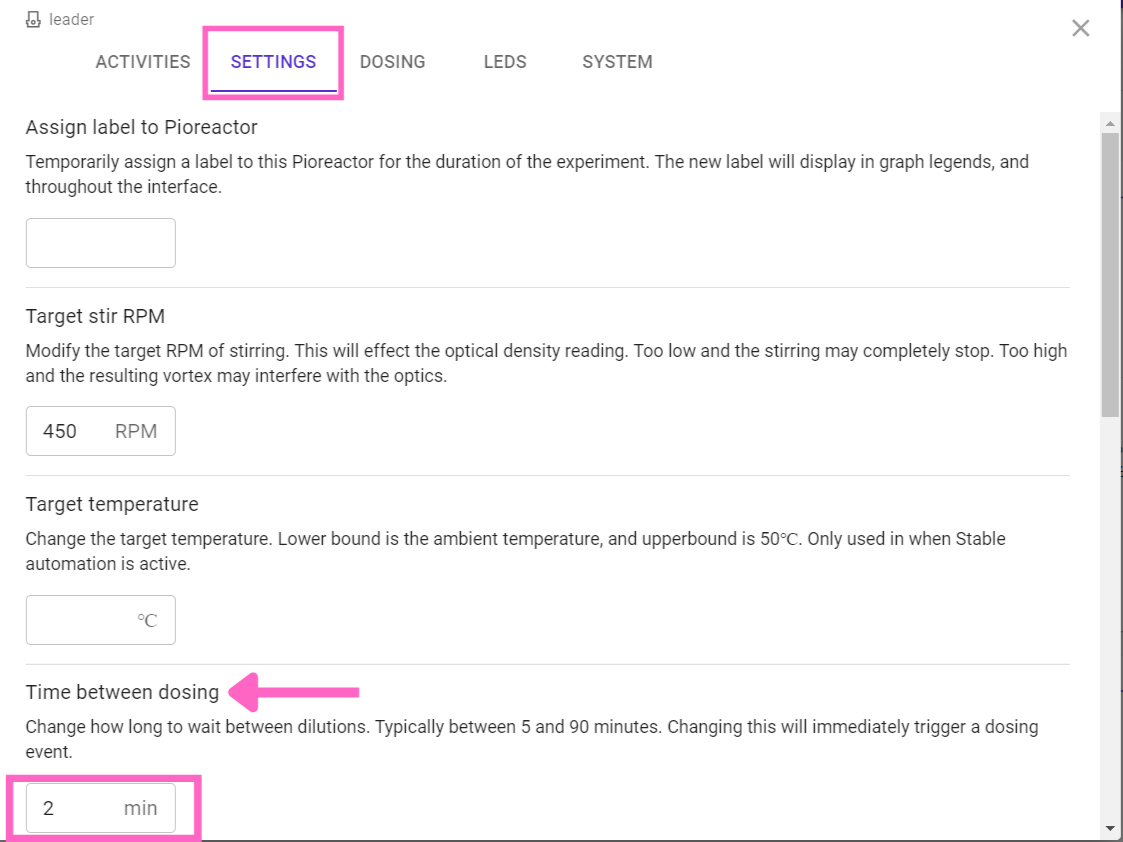 leader
ACTIVITIES SETTINGS DOSING LEDS SYSTEM
Assign label to Pioreactor
Temporarily assign a label to this Pioreactor for the duration of the experiment. The new label will display in graph legends, and
throughout the interface.
Target stir RPM
Modify the target RPM of stirring. This will effect the optical density reading. Too low and the stirring may completely stop. Too high
and the resulting vortex may interfere with the optics.
450 RPM
Target temperature
Change the target temperature. Lower bound is the ambient temperature, and upperbound is 50℃. Only used in when Stable
automation is active.
℃
Time between dosing
Change how long to wait between dilutions. Typically between 5 and 90 minutes. Changing this will immediately trigger a dosing
event.
2 min